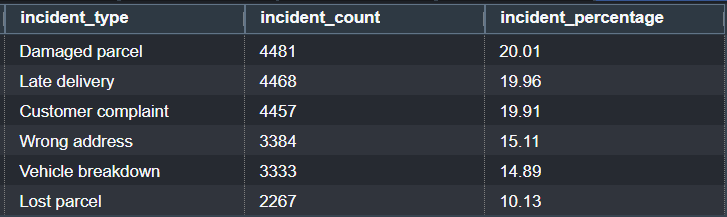 incident_type incident_count incident_percentage
Damaged parcel 4481 20.01
Late delivery 4468 19.96
Customer complaint 4457 19.91
Wrong address 3384 15.11
Vehicle breakdown 3333 14.89
Lost parcel 2267 10.13